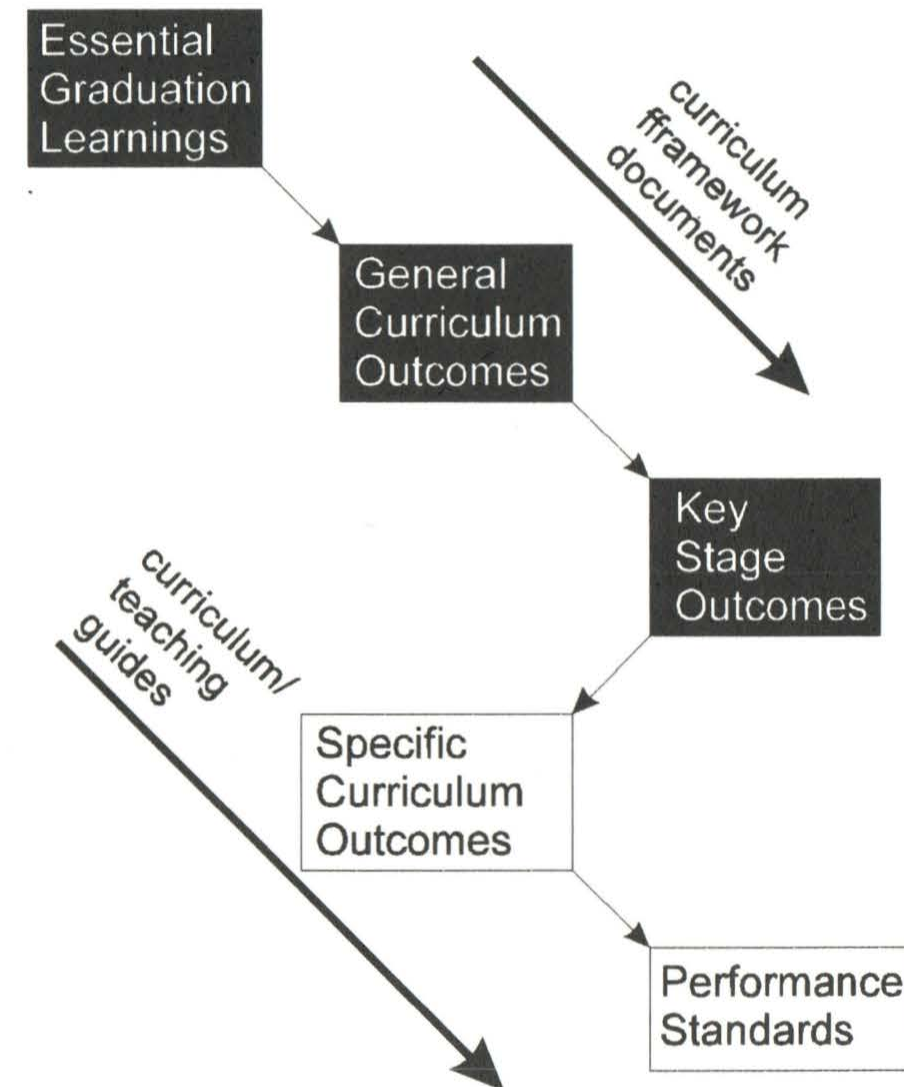 Essential
Graduation
Learnings
curriculum
fframework
documents
General
Curriculum
Outcomes
Key
Stage
Outcomes
curriculum/
teaching
guides
Specific
Curriculum
Outcomes
Performance
Standards